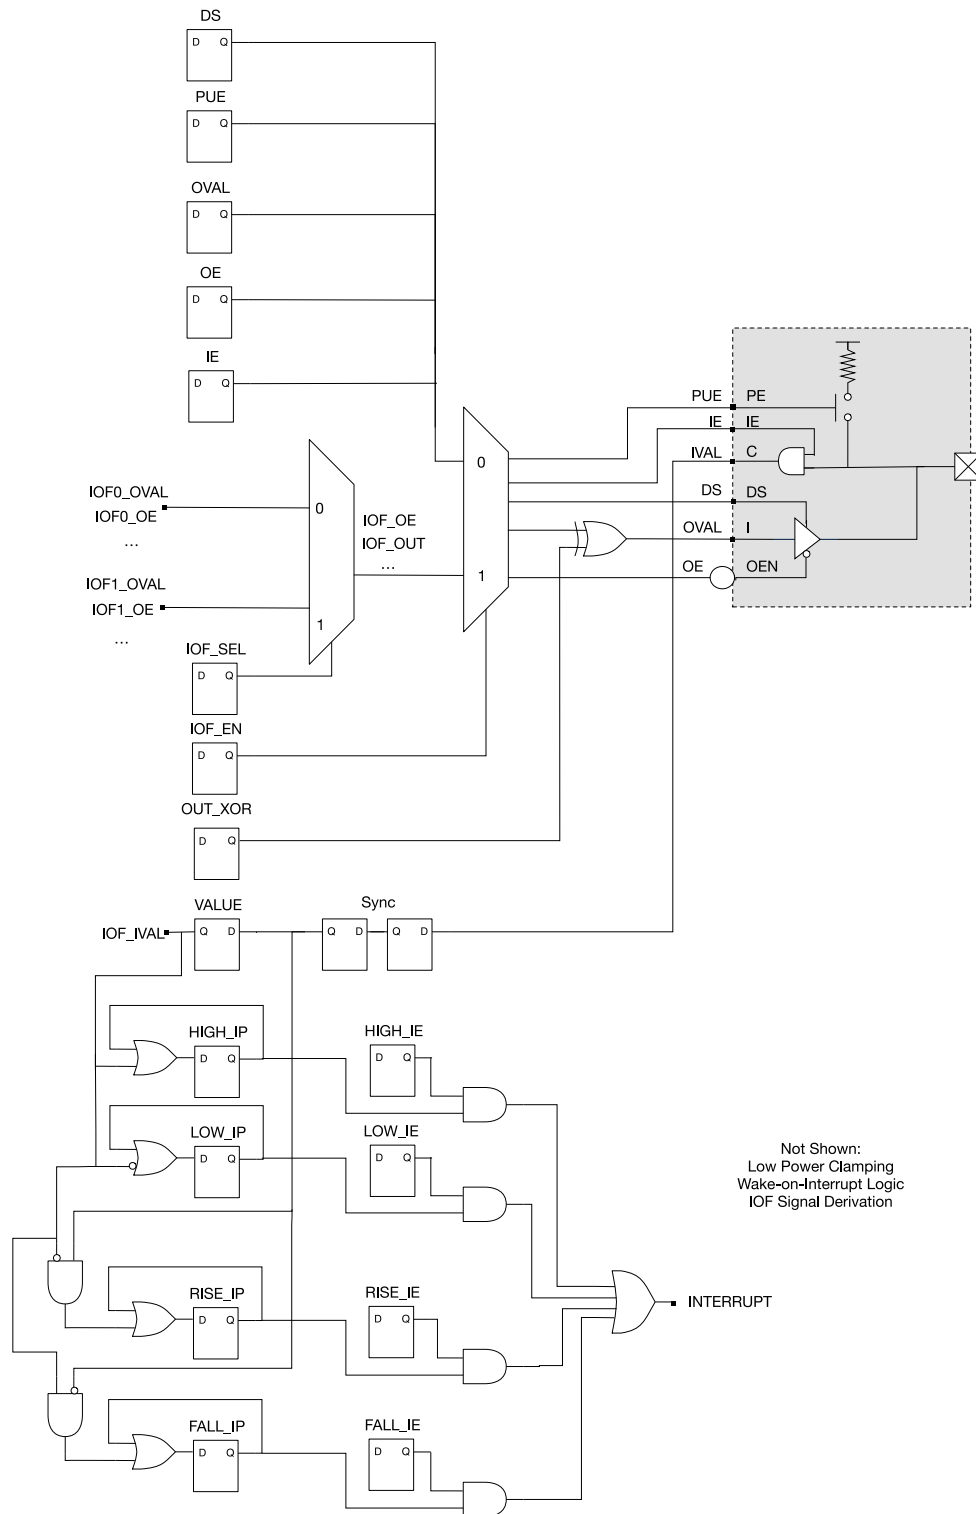 DS
D Q
PUE
D Q
OVAL
D Q
OE
D Q
IE
D Q
PUE PE
IE IE
IVAL C
DS DS
OVAL I
OE OEN
0
1
IOF0_OVAL
IOF0_OE
...
IOF1_OVAL
IOF1_OE
...
0
1
IOF_OE
IOF_OUT
...
IOF_SEL
D Q
IOF_EN
D Q
OUT_XOR
D Q
VALUE
Sync
IOF_IVAL
Q D
Q D
Q D
HIGH_IP
D Q
HIGH_IE
D Q
LOW_IP
D Q
LOW_IE
D Q
Not Shown:
Low Power Clamping
Wake-on-Interrupt Logic
IOF Signal Derivation
RISE_IP
D Q
RISE_IE
D Q
INTERRUPT
FALL_IP
D Q
FALL_IE
D Q